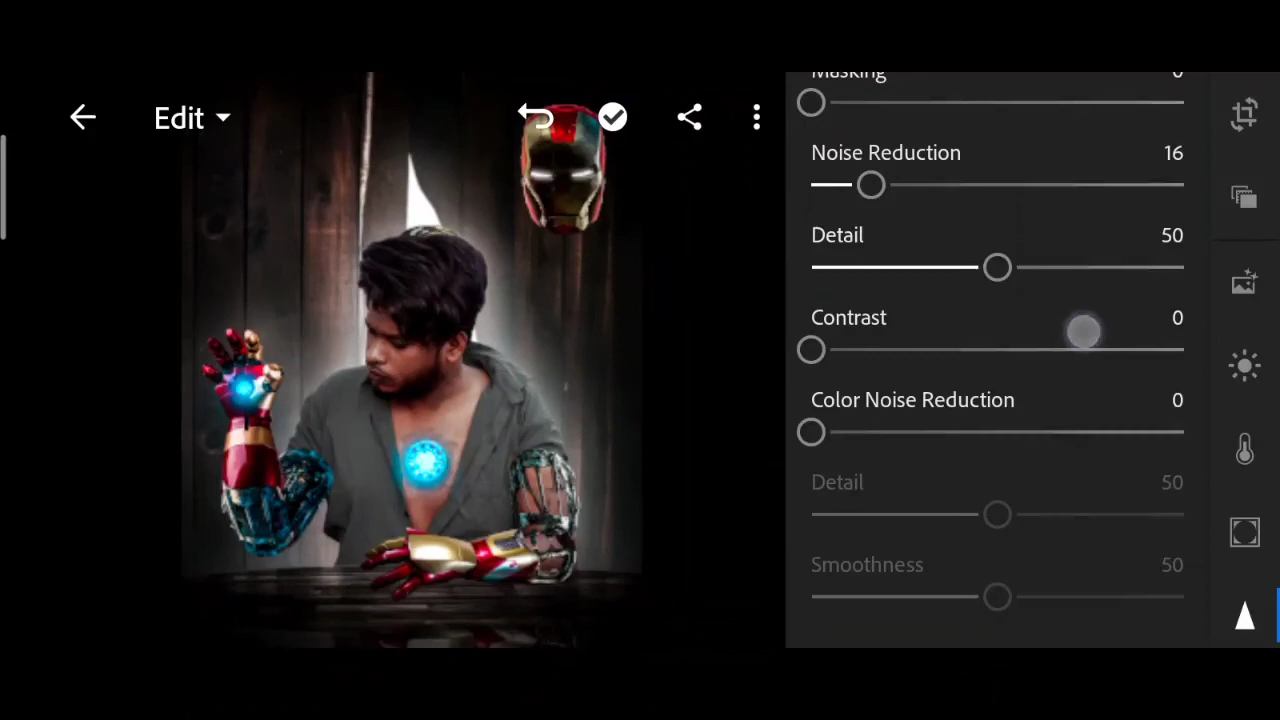 Edit
Masking 0
Noise Reduction 16
Detail 50
Contrast 0
Color Noise Reduction 0
Detail 50
Smoothness 50